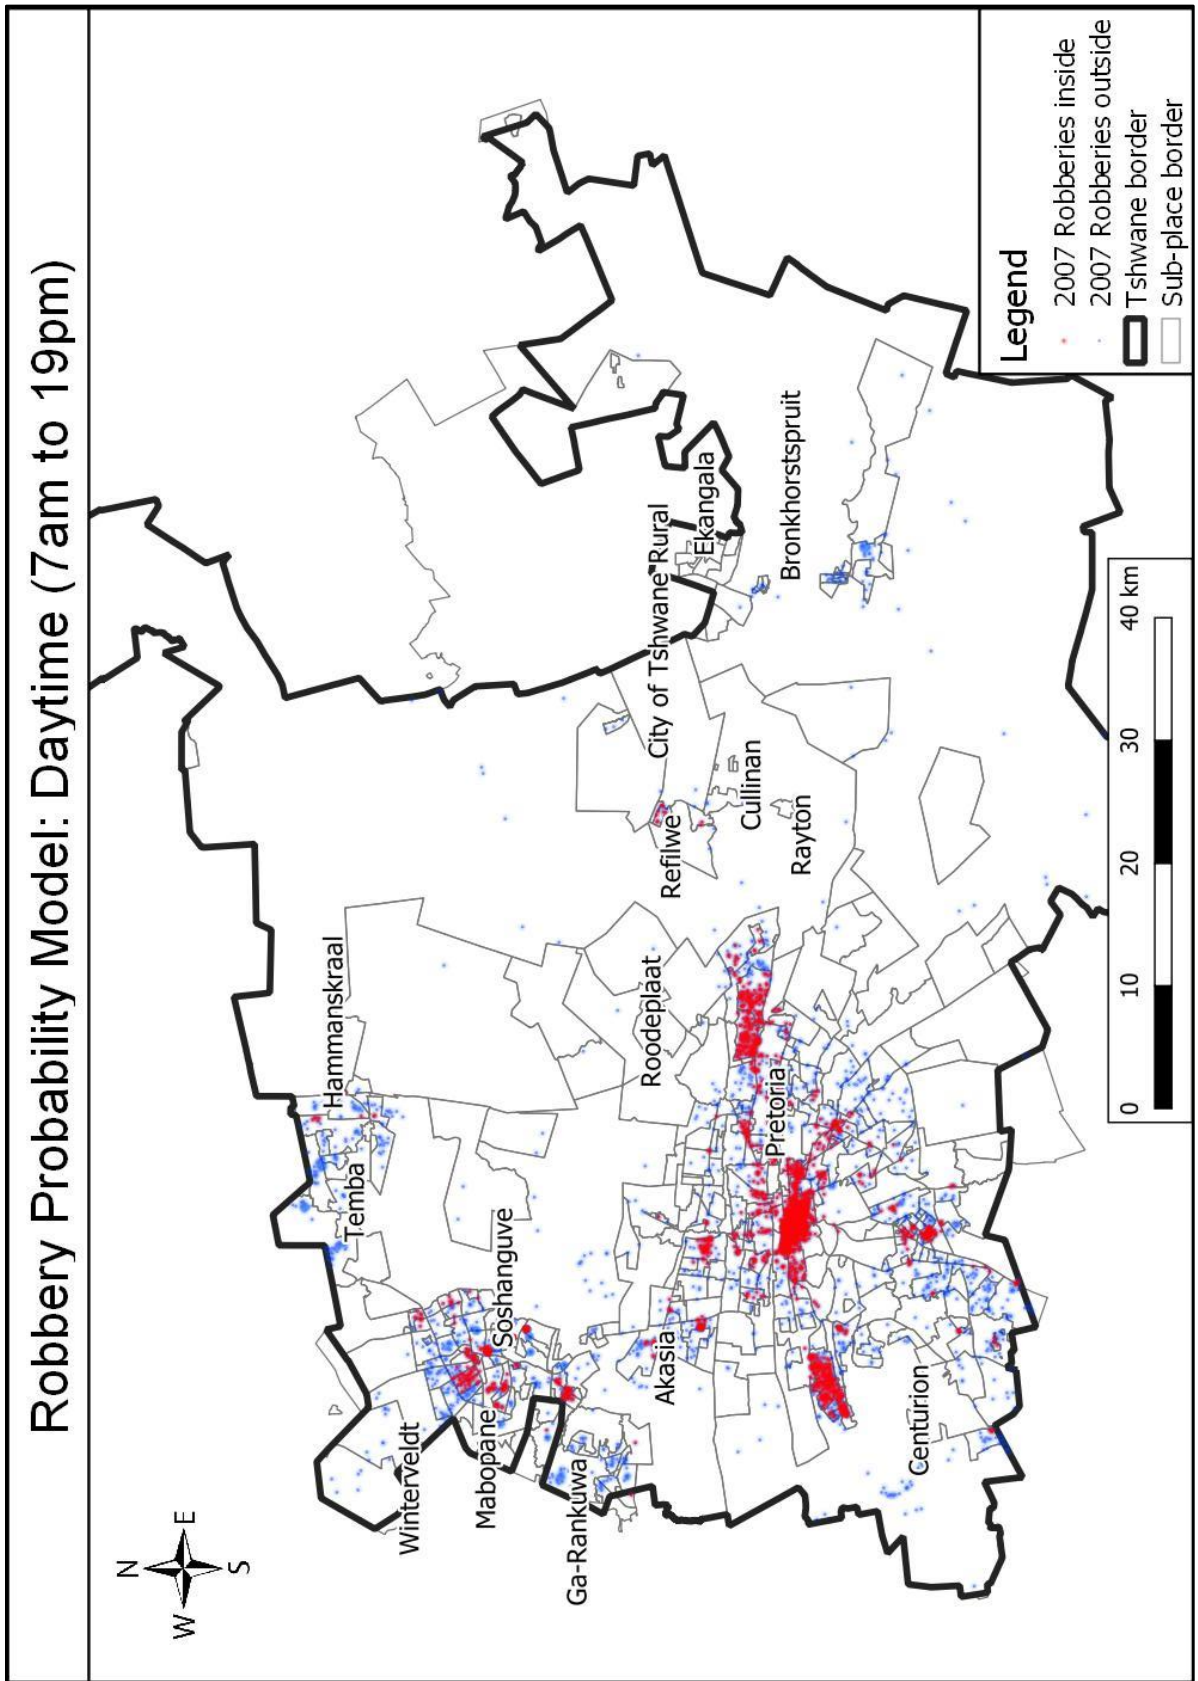 Robbery Probability Model: Daytime (7am to 19pm)
N
W E
S
Hammanskraal
Temba
Winterveldt
Soshanguve
Mabopane
Ga-Rankuwa
Akasia
Roodeplaat
Pretoria
Centurion
Refilwe
City of Tshwane Rural
Cullinan
Rayton
Ekangala
Bronkhorstspruit
0 10 20 30 40 km
Legend
2007 Robberies inside
2007 Robberies outside
Tshwane border
Sub-place border